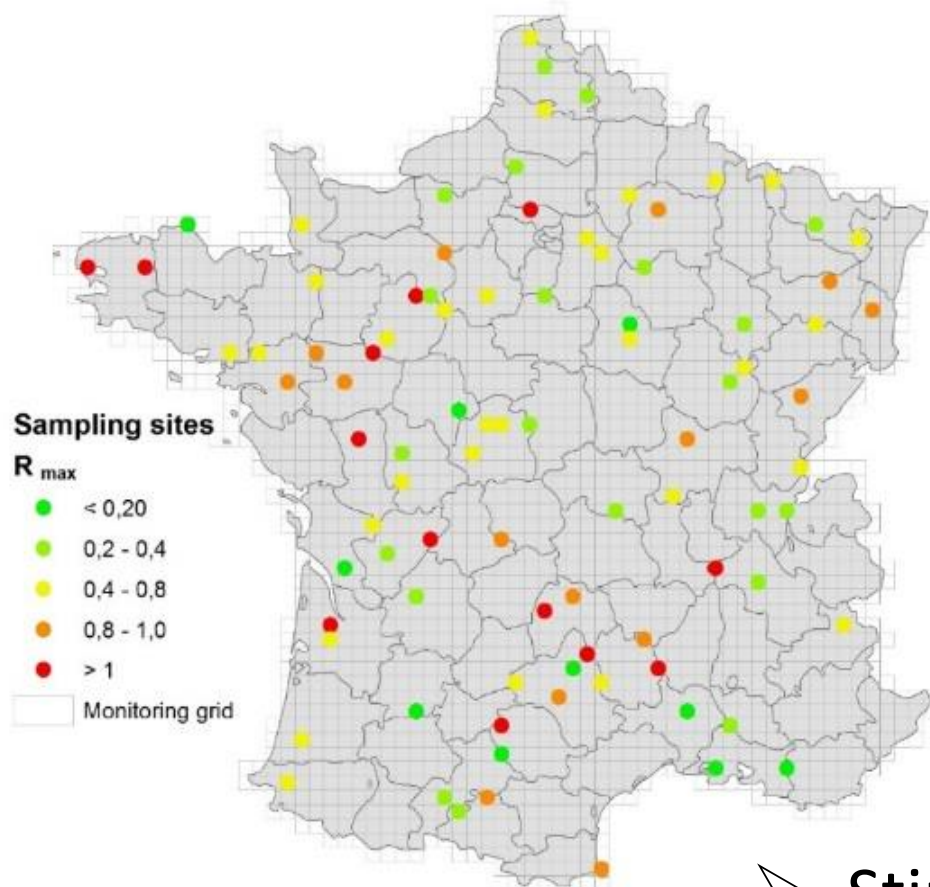 Sampling sites
R max
< 0,20
0,2 - 0,4
0,4 - 0,8
0,8 - 1,0
> 1
Monitoring grid